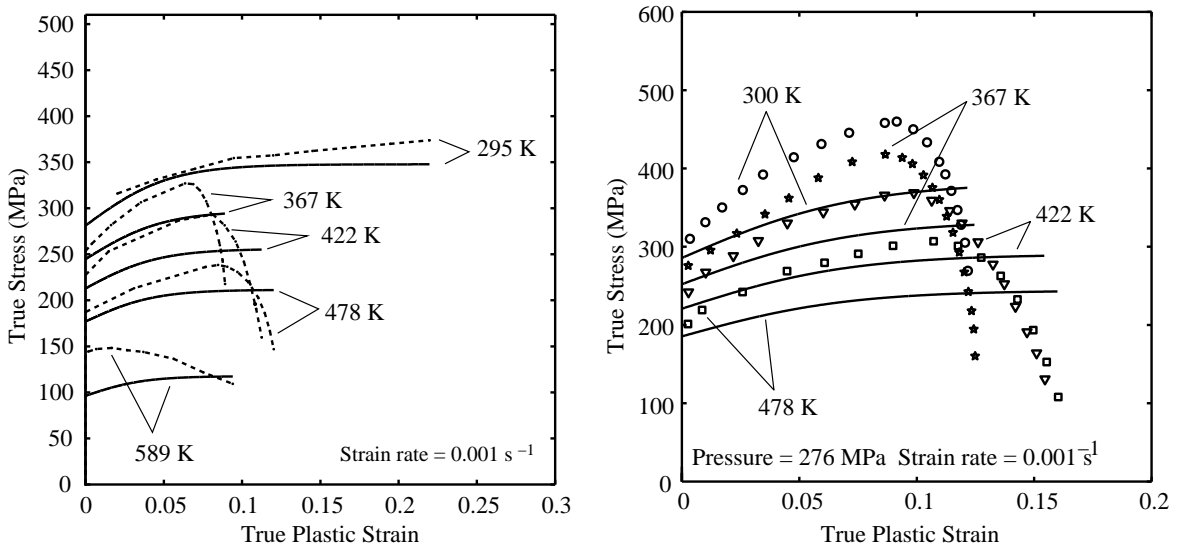 500
450
400
350
300
250
200
150
100
50
0
True Stress (MPa)
295 K
367 K
422 K
478 K
589 K
Strain rate = 0.001 s −1
0
0.05
0.1
0.15
0.2
0.25
0.3
True Plastic Strain
600
500
400
300
200
100
0
True Stress (MPa)
300 K
367 K
422 K
478 K
Pressure = 276 MPa Strain rate = 0.001 s −1
0
0.05
0.1
0.15
0.2
True Plastic Strain